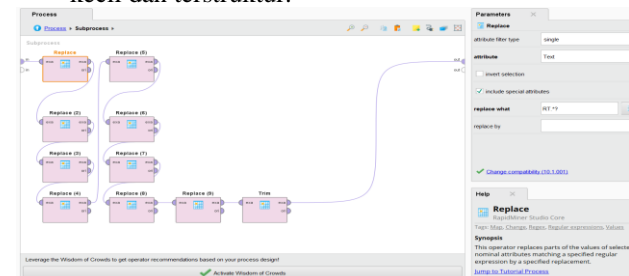 kecil dan terstruktur.
Process
Process ▸ Subprocess ▸
Subprocess
Replace
Replace (5)
Replace (2)
Replace (6)
Replace (3)
Replace (7)
Replace (4)
Trim
Leverage the Wisdom of Crowds to get operator recommendations based on your process design!
Activate Wisdom of Crowds
Parameters
Replace
attribute filter type
single
attribute
Text
invert selection
include special attributes
replace what
replace by
Change compatibility (10.1.001)
Help
Replace
RapidMiner Studio Core
Tags: Map, Change, Regex, Regular expressions, Values
Synopsis
This operator replaces parts of the values of selected
nominal attributes matching a specified regular
expression by a specified replacement.
Jump to Tutorial Process